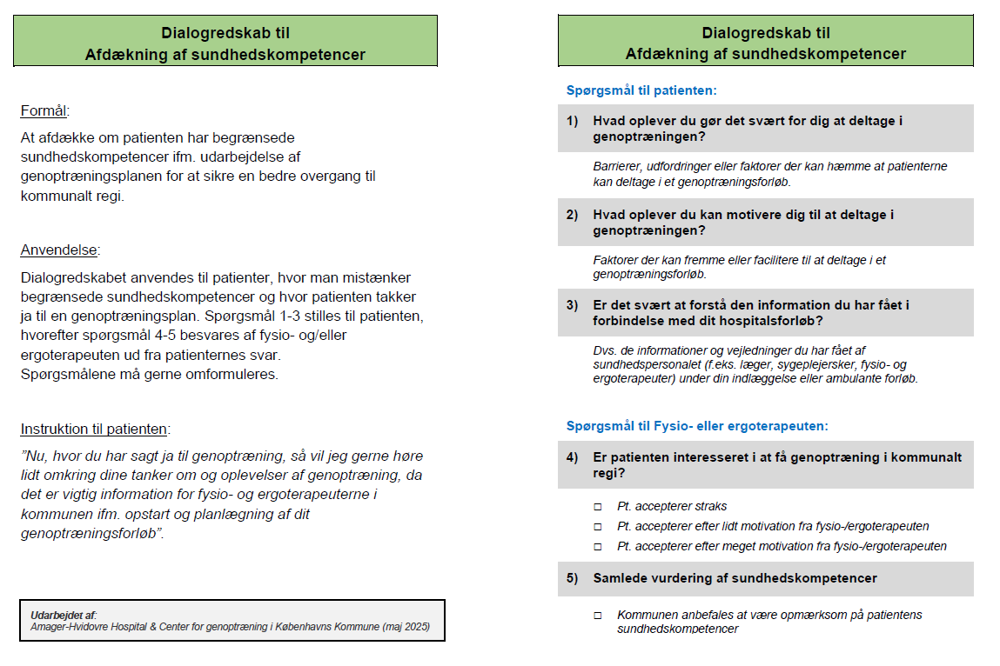 Dialogredskab til
Afdækning af sundhedskompetencer
Formål:
At afdække om patienten har begrænsede
sundhedskompetencer ifm. udarbejdelse af
genoptræningsplanen for at sikre en bedre overgang til
kommunalt regi.
Anvendelse:
Dialogredskabet anvendes til patienter, hvor man mistænker
begrænsede sundhedskompetencer og hvor patienten takker
ja til en genoptræningsplan. Spørgsmål 1-3 stilles til patienten,
hvorefter spørgsmål 4-5 besvares af fysio- og/eller
ergoterapeuten ud fra patienternes svar.
Spørgsmålene må gerne omformuleres.
Instruktion til patienten:
”Nu, hvor du har sagt ja til genoptræning, så vil jeg gerne høre
lidt omkring dine tanker om og oplevelser af genoptræning, da
det er vigtig information for fysio- og ergoterapeuterne i
kommunen ifm. opstart og planlægning af dit
genoptræningsforløb”.
Udarbejdet af:
Amager-Hvidovre Hospital & Center for genoptræning i Københavns Kommune (maj 2025)
Dialogredskab til
Afdækning af sundhedskompetencer
Spørgsmål til patienten:
1) Hvad oplever du gør det svært for dig at deltage i
genoptræningen?
Barrierer, udfordringer eller faktorer der kan hæmme at patienterne
kan deltage i et genoptræningsforløb.
2) Hvad oplever du kan motivere dig til at deltage i
genoptræningen?
Faktorer der kan fremme eller facilitere til at deltage i et
genoptræningsforløb.
3) Er det svært at forstå den information du har fået i
forbindelse med dit hospitalsforløb?
Dvs. de informationer og vejledninger du har fået af
sundhedspersonalet (f.eks. læger, sygeplejersker, fysio- og
ergoterapeuter) under din indlæggelse eller ambulante forløb.
Spørgsmål til Fysio- eller ergoterapeuten:
4) Er patienten interesseret i at få genoptræning i kommunalt
regi?
□ Pt. accepterer straks
□ Pt. accepterer efter lidt motivation fra fysio-/ergoterapeuten
□ Pt. accepterer efter meget motivation fra fysio-/ergoterapeuten
5) Samlede vurdering af sundhedskompetencer
□ Kommunen anbefales at være opmærksom på patientens
sundhedskompetencer